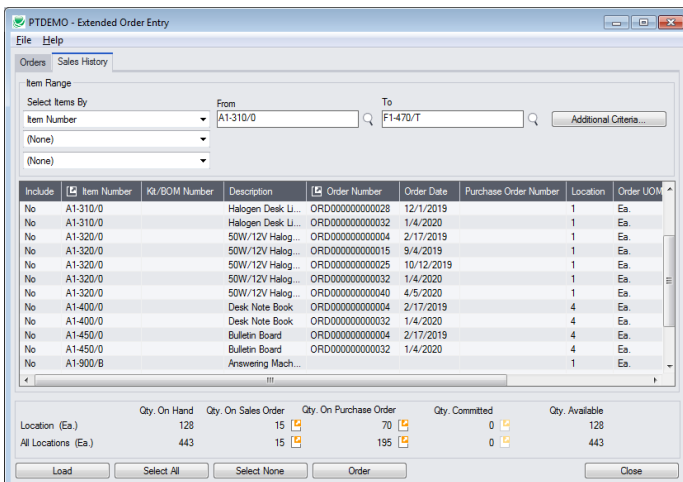 PTDEMO - Extended Order Entry
File Help
Orders Sales History
Item Range
Select Items By From To
Item Number A1-310/0 F1-470/T Additional Criteria...
(None)
(None)
Include Item Number Kit/BOM Number Description Order Number Order Date Purchase Order Number Location Order UOM
No A1-310/0 Halogen Desk Li... ORD000000000028 12/1/2019 1 Ea.
No A1-310/0 Halogen Desk Li... ORD000000000032 1/4/2020 1 Ea.
No A1-320/0 50W/12V Halog... ORD000000000004 2/17/2019 1 Ea.
No A1-320/0 50W/12V Halog... ORD000000000015 9/4/2019 1 Ea.
No A1-320/0 50W/12V Halog... ORD000000000025 10/12/2019 1 Ea.
No A1-320/0 50W/12V Halog... ORD000000000032 1/4/2020 1 Ea.
No A1-320/0 50W/12V Halog... ORD000000000040 4/5/2020 1 Ea.
No A1-400/0 Desk Note Book ORD000000000004 2/17/2019 4 Ea.
No A1-400/0 Desk Note Book ORD000000000032 1/4/2020 4 Ea.
No A1-450/0 Bulletin Board ORD000000000004 2/17/2019 4 Ea.
No A1-450/0 Bulletin Board ORD000000000032 1/4/2020 4 Ea.
No A1-900/B Answering Mach... 1 Ea.
Qty. On Hand Qty. On Sales Order Qty. On Purchase Order Qty. Committed Qty. Available
Location (Ea.) 128 15 70 0 128
All Locations (Ea.) 443 15 195 0 443
Load Select All Select None Order Close